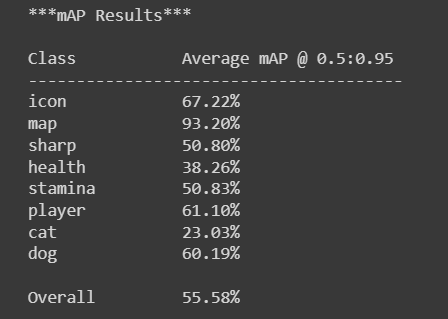 ***mAP Results***
Class Average mAP @ 0.5:0.95
---------------------------------------
icon 67.22%
map 93.20%
sharp 50.80%
health 38.26%
stamina 50.83%
player 61.10%
cat 23.03%
dog 60.19%
Overall 55.58%